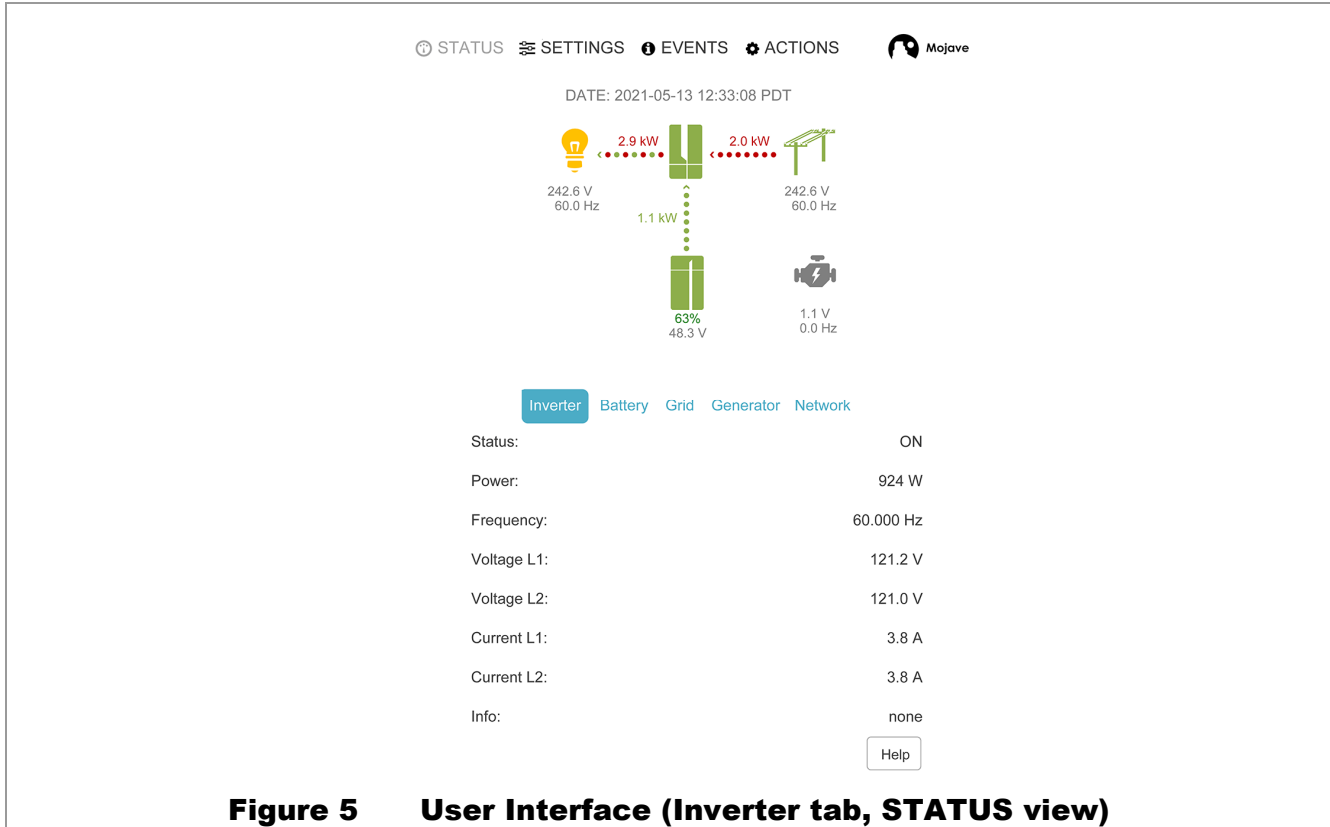 STATUS SETTINGS EVENTS ACTIONS Mojave
DATE: 2021-05-13 12:33:08 PDT
2.9 kW 2.0 kW
242.6 V 242.6 V
60.0 Hz 60.0 Hz
1.1 kW
63% 1.1 V
48.3 V 0.0 Hz
Inverter Battery Grid Generator Network
Status: ON
Power: 924 W
Frequency: 60.000 Hz
Voltage L1: 121.2 V
Voltage L2: 121.0 V
Current L1: 3.8 A
Current L2: 3.8 A
Info: none
Help
Figure 5 User Interface (Inverter tab, STATUS view)